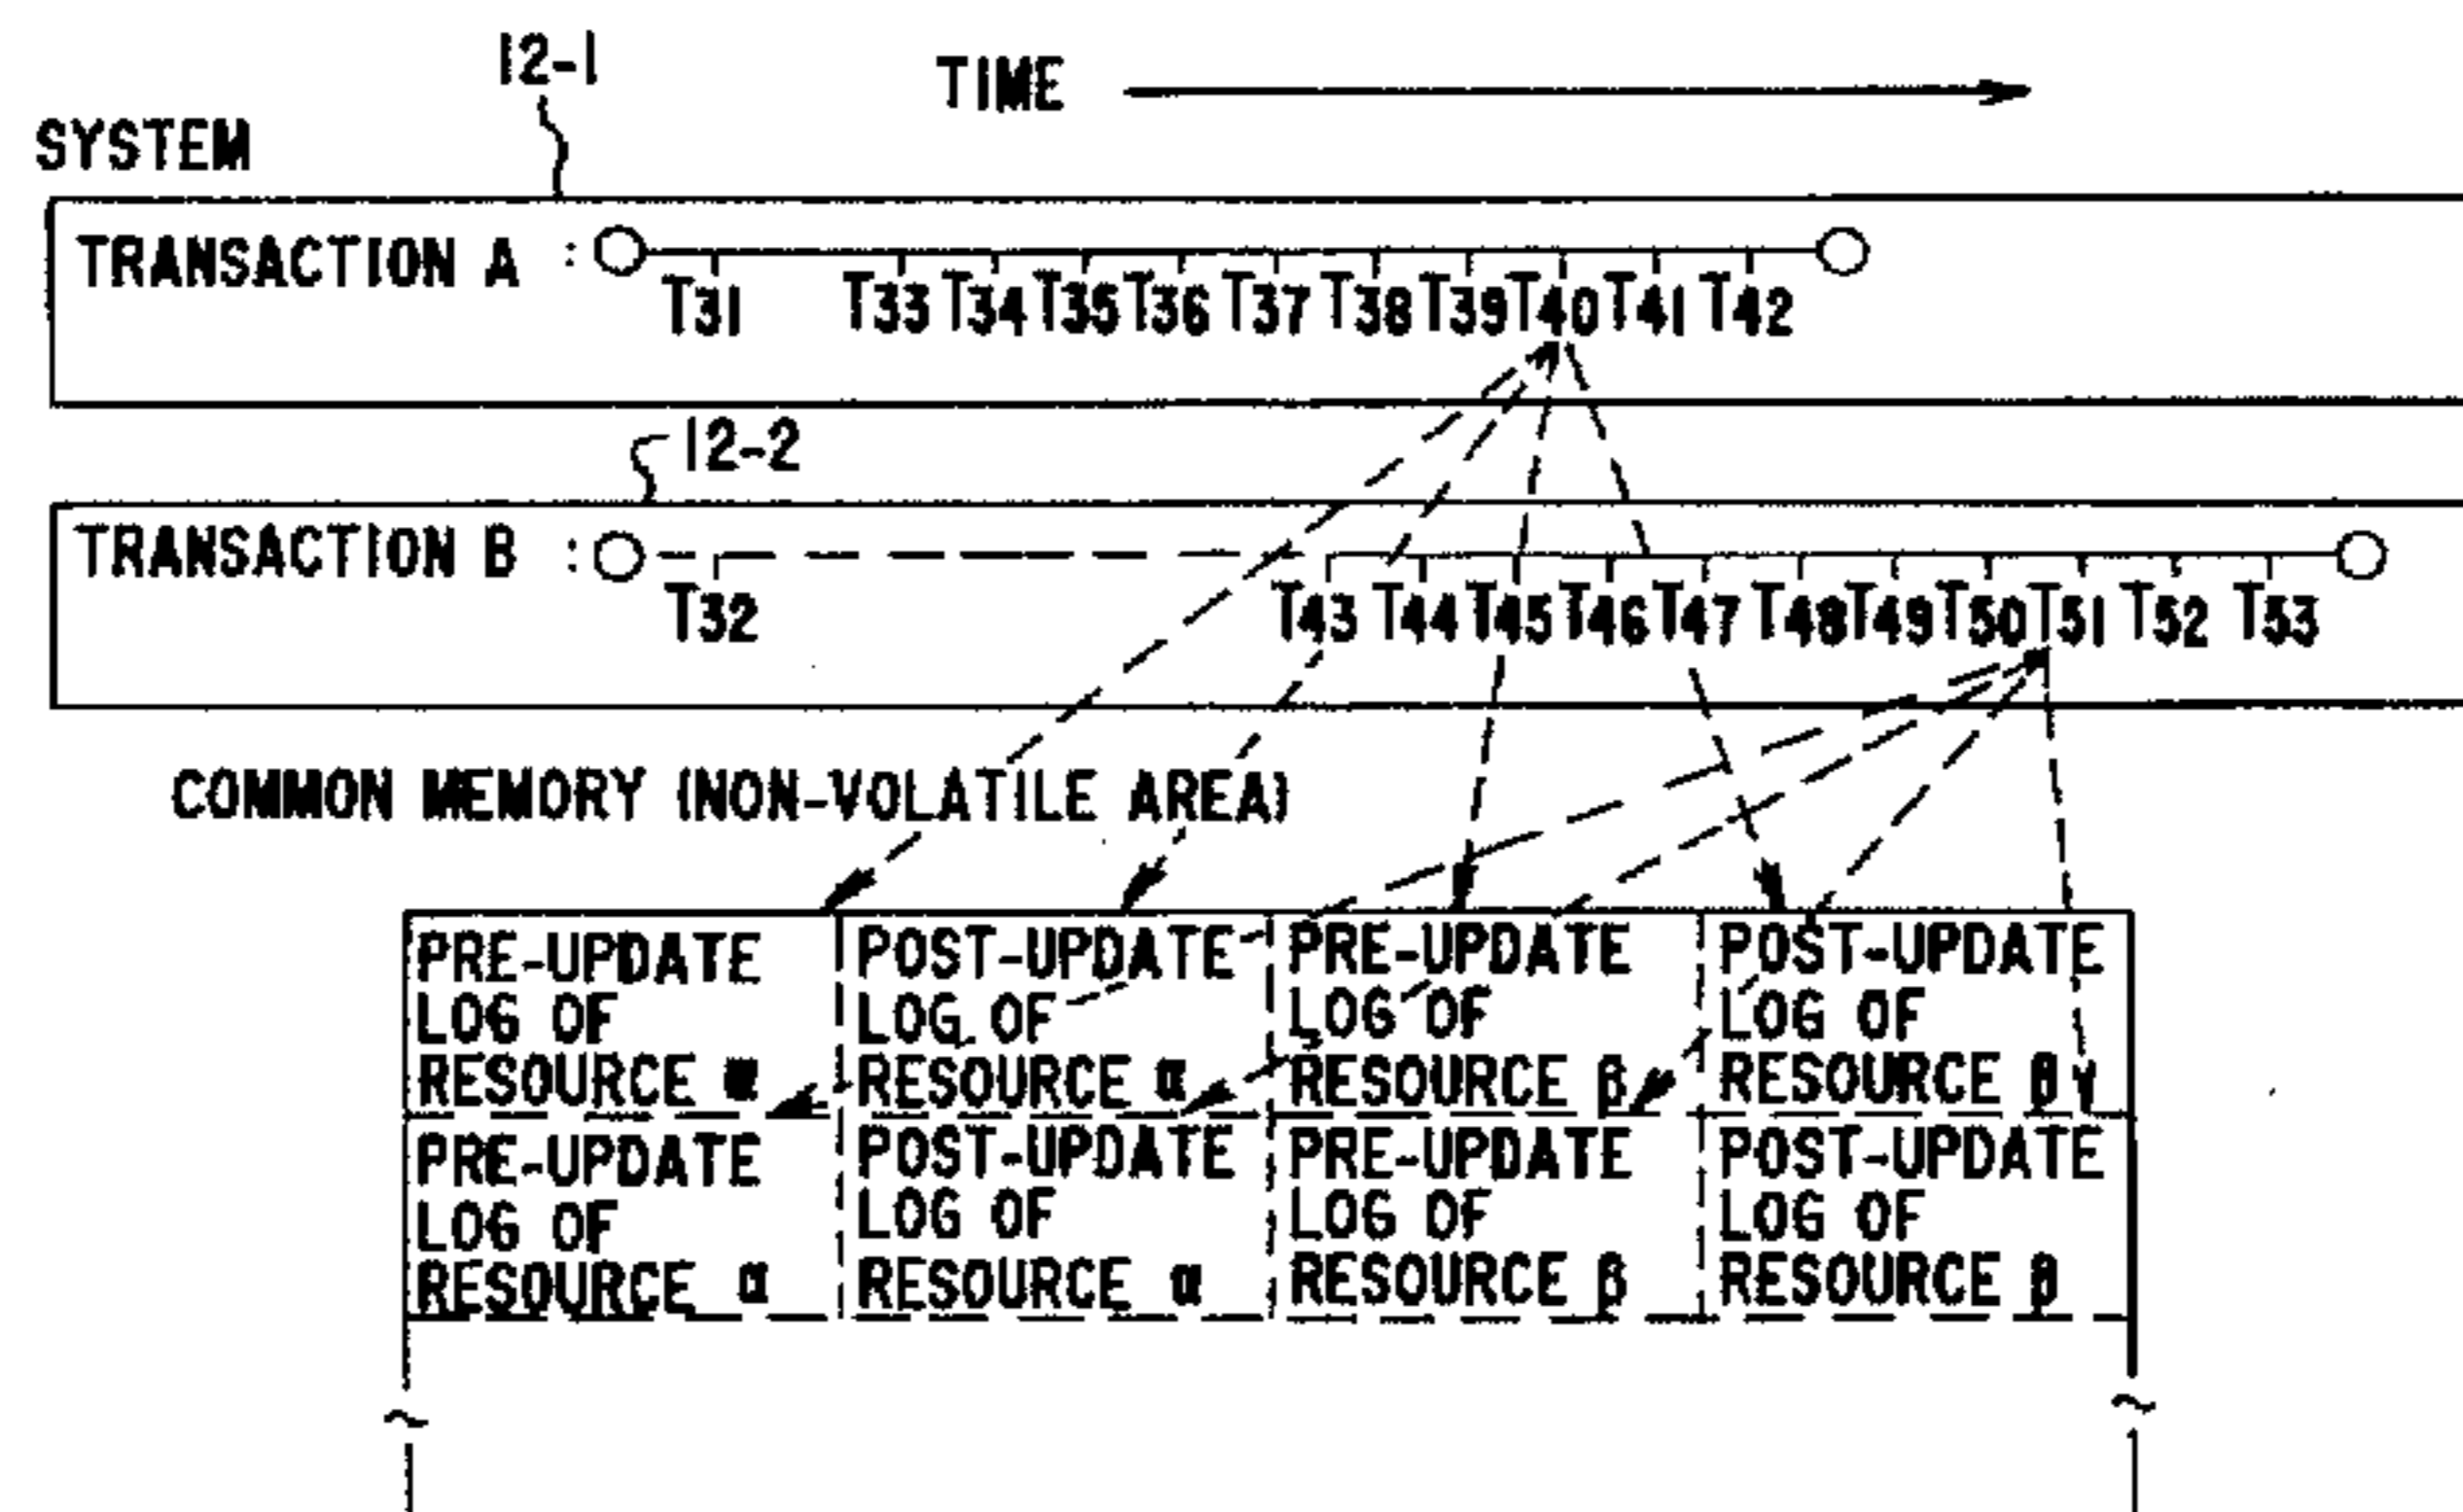 12-1
TIME
SYSTEM
TRANSACTION A :
T31 T33 T34 T35 T36 T37 T38 T39 T40 T41 T42
12-2
TRANSACTION B :
T32 T43 T44 T45 T46 T47 T48 T49 T50 T51 T52 T53
COMMON MEMORY (NON-VOLATILE AREA)
PRE-UPDATE
LOG OF
RESOURCE α
POST-UPDATE
LOG OF
RESOURCE α
PRE-UPDATE
LOG OF
RESOURCE β
POST-UPDATE
LOG OF
RESOURCE β
PRE-UPDATE
LOG OF
RESOURCE α
POST-UPDATE
LOG OF
RESOURCE α
PRE-UPDATE
LOG OF
RESOURCE β
POST-UPDATE
LOG OF
RESOURCE β